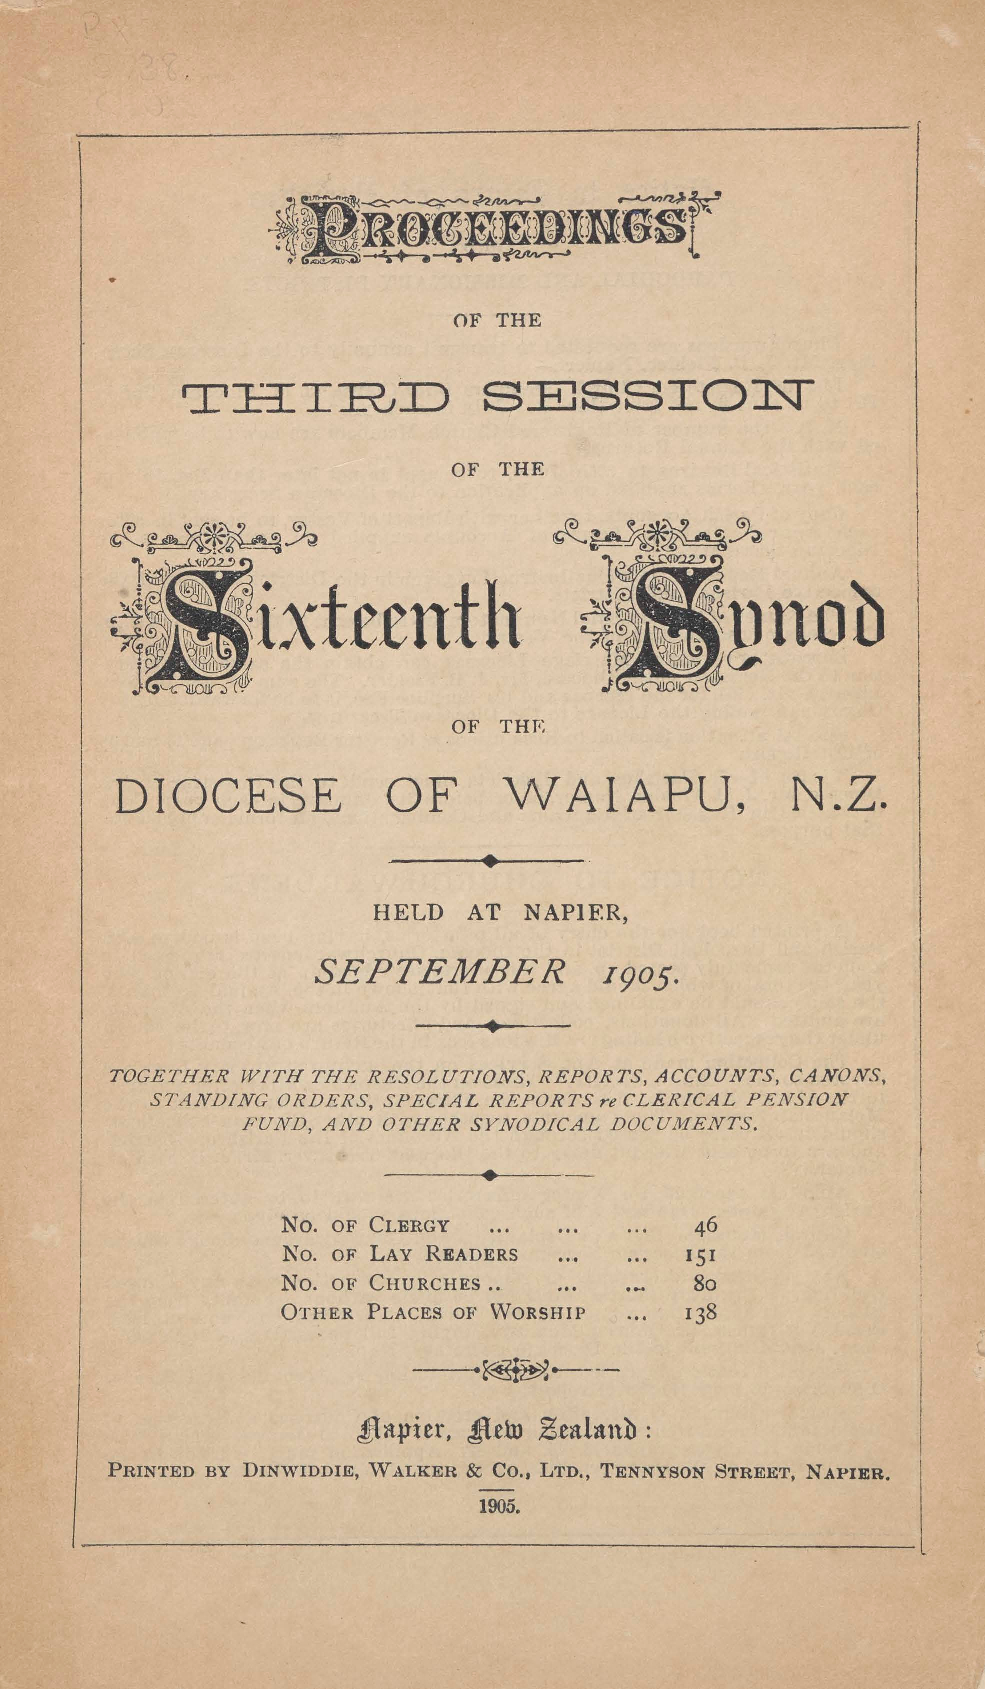 PROCEEDINGS
OF THE
THIRD SESSION
OF THE
Sixteenth Synod
OF THE
DIOCESE OF WAIAPU, N.Z.
HELD AT NAPIER,
SEPTEMBER 1905.
TOGETHER WITH THE RESOLUTIONS, REPORTS, ACCOUNTS, CANONS,
STANDING ORDERS, SPECIAL REPORTS re CLERICAL PENSION
FUND, AND OTHER SYNODICAL DOCUMENTS.
NO. OF CLERGY ... ... ... 46
NO. OF LAY READERS ... ... 151
NO. OF CHURCHES .. ... ... 80
OTHER PLACES OF WORSHIP ... 138
Napier, New Zealand:
PRINTED BY DINWIDDIE, WALKER & CO., LTD., TENNYSON STREET, NAPIER.
1905.